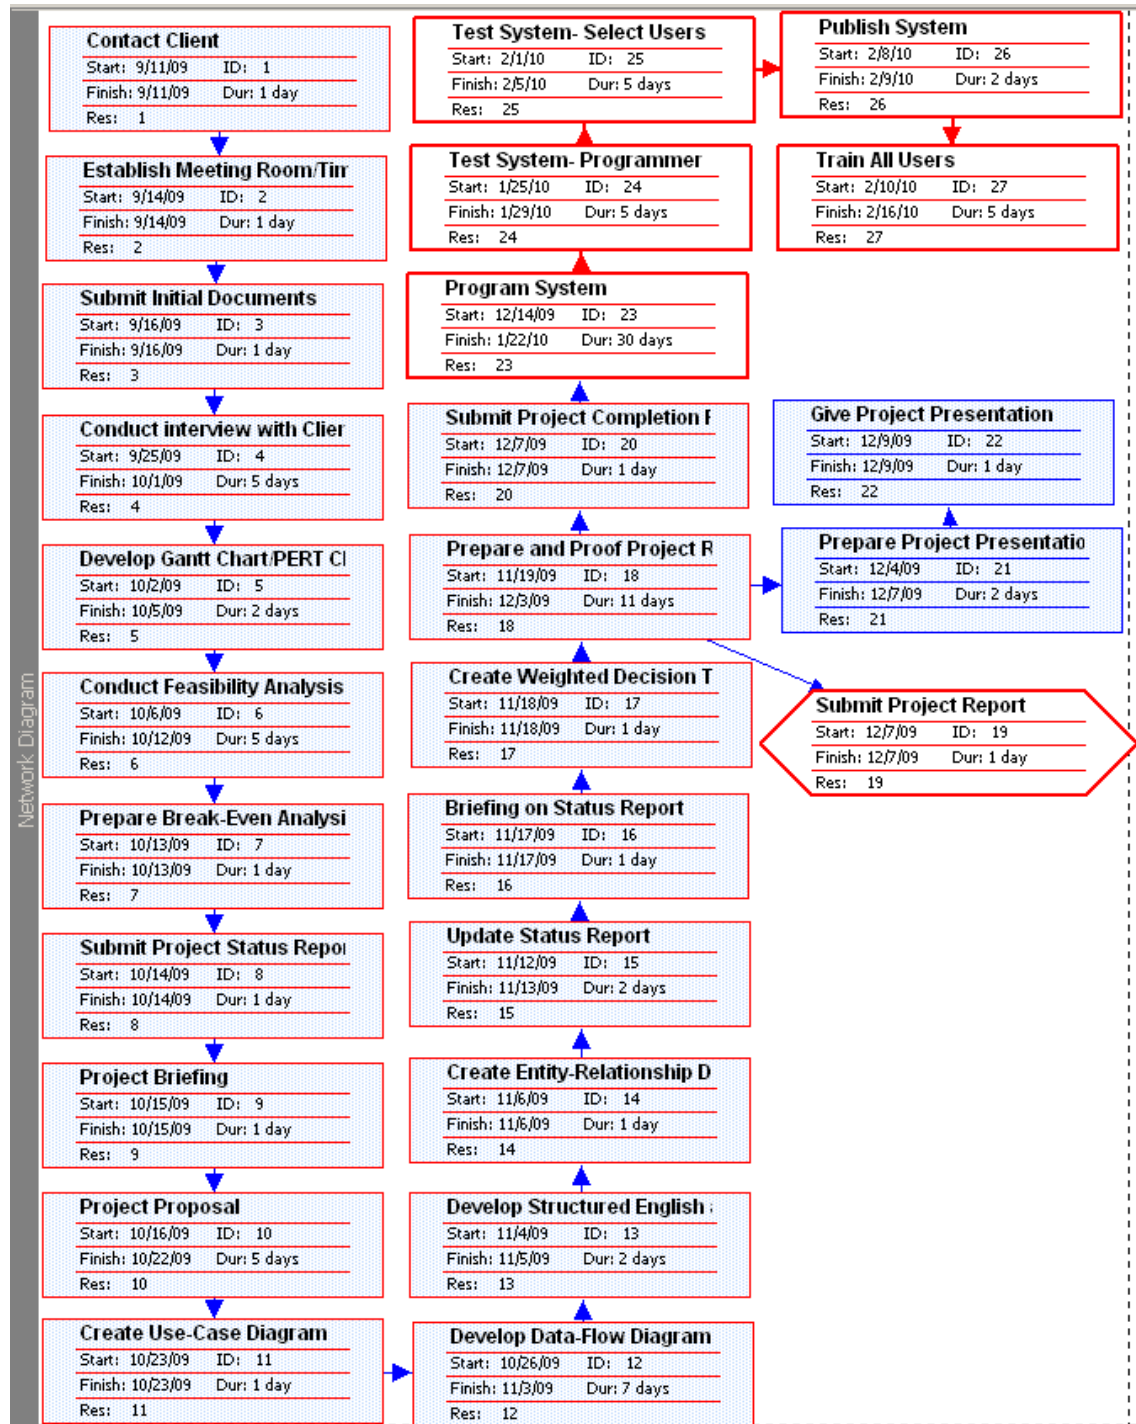 Network Diagram
Contact Client
Start: 9/11/09 ID: 1
Finish: 9/11/09 Dur: 1 day
Res: 1
Establish Meeting Room/Tim
Start: 9/14/09 ID: 2
Finish: 9/14/09 Dur: 1 day
Res: 2
Submit Initial Documents
Start: 9/16/09 ID: 3
Finish: 9/16/09 Dur: 1 day
Res: 3
Conduct interview with Clier
Start: 9/25/09 ID: 4
Finish: 10/1/09 Dur: 5 days
Res: 4
Develop Gantt Chart/PERT Cl
Start: 10/2/09 ID: 5
Finish: 10/5/09 Dur: 2 days
Res: 5
Conduct Feasibility Analysis
Start: 10/6/09 ID: 6
Finish: 10/12/09 Dur: 5 days
Res: 6
Prepare Break-Even Analysi
Start: 10/13/09 ID: 7
Finish: 10/13/09 Dur: 1 day
Res: 7
Submit Project Status Repor
Start: 10/14/09 ID: 8
Finish: 10/14/09 Dur: 1 day
Res: 8
Project Briefing
Start: 10/15/09 ID: 9
Finish: 10/15/09 Dur: 1 day
Res: 9
Project Proposal
Start: 10/16/09 ID: 10
Finish: 10/22/09 Dur: 5 days
Res: 10
Create Use-Case Diagram
Start: 10/23/09 ID: 11
Finish: 10/23/09 Dur: 1 day
Res: 11
Test System- Select Users
Start: 2/1/10 ID: 25
Finish: 2/5/10 Dur: 5 days
Res: 25
Test System- Programmer
Start: 1/25/10 ID: 24
Finish: 1/29/10 Dur: 5 days
Res: 24
Program System
Start: 12/14/09 ID: 23
Finish: 1/22/10 Dur: 30 days
Res: 23
Submit Project Completion F
Start: 12/7/09 ID: 20
Finish: 12/7/09 Dur: 1 day
Res: 20
Prepare and Proof Project R
Start: 11/19/09 ID: 18
Finish: 12/3/09 Dur: 11 days
Res: 18
Create Weighted Decision T
Start: 11/18/09 ID: 17
Finish: 11/18/09 Dur: 1 day
Res: 17
Briefing on Status Report
Start: 11/17/09 ID: 16
Finish: 11/17/09 Dur: 1 day
Res: 16
Update Status Report
Start: 11/12/09 ID: 15
Finish: 11/13/09 Dur: 2 days
Res: 15
Create Entity-Relationship D
Start: 11/6/09 ID: 14
Finish: 11/6/09 Dur: 1 day
Res: 14
Develop Structured English
Start: 11/4/09 ID: 13
Finish: 11/5/09 Dur: 2 days
Res: 13
Develop Data-Flow Diagram
Start: 10/26/09 ID: 12
Finish: 11/3/09 Dur: 7 days
Res: 12
Publish System
Start: 2/8/10 ID: 26
Finish: 2/9/10 Dur: 2 days
Res: 26
Train All Users
Start: 2/10/10 ID: 27
Finish: 2/16/10 Dur: 5 days
Res: 27
Give Project Presentation
Start: 12/9/09 ID: 22
Finish: 12/9/09 Dur: 1 day
Res: 22
Prepare Project Presentatio
Start: 12/4/09 ID: 21
Finish: 12/7/09 Dur: 2 days
Res: 21
Submit Project Report
Start: 12/7/09 ID: 19
Finish: 12/7/09 Dur: 1 day
Res: 19